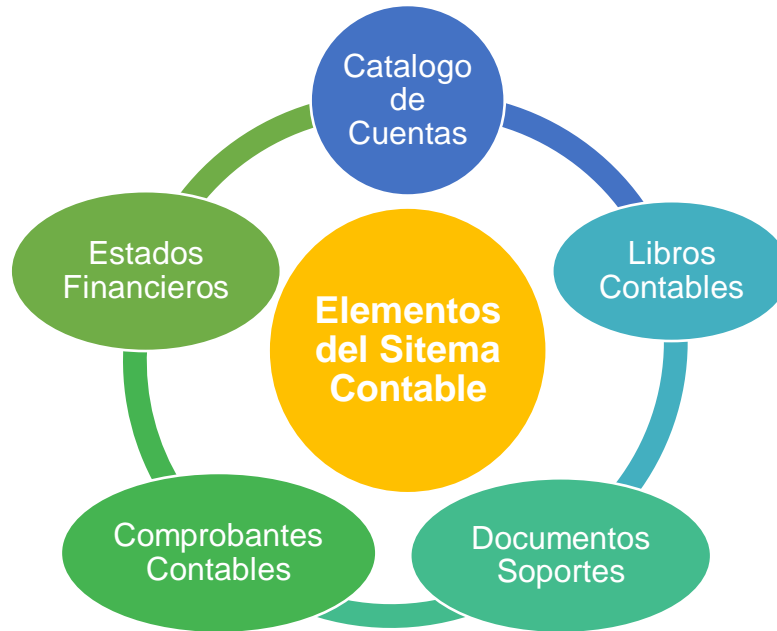 Catalogo
de
Cuentas
Estados
Financieros
Libros
Contables
Elementos
del Sitema
Contable
Comprobantes
Contables
Documentos
Soportes